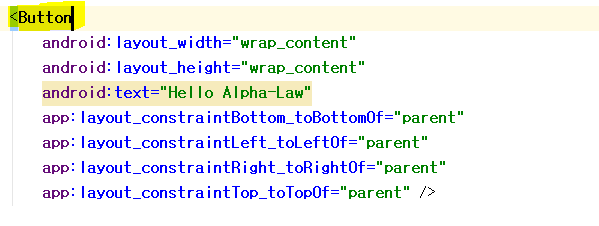 <Button
android:layout_width="wrap_content"
android:layout_height="wrap_content"
android:text="Hello Alpha-Law"
app:layout_constraintBottom_toBottomOf="parent"
app:layout_constraintLeft_toLeftOf="parent"
app:layout_constraintRight_toRightOf="parent"
app:layout_constraintTop_toTopOf="parent" />